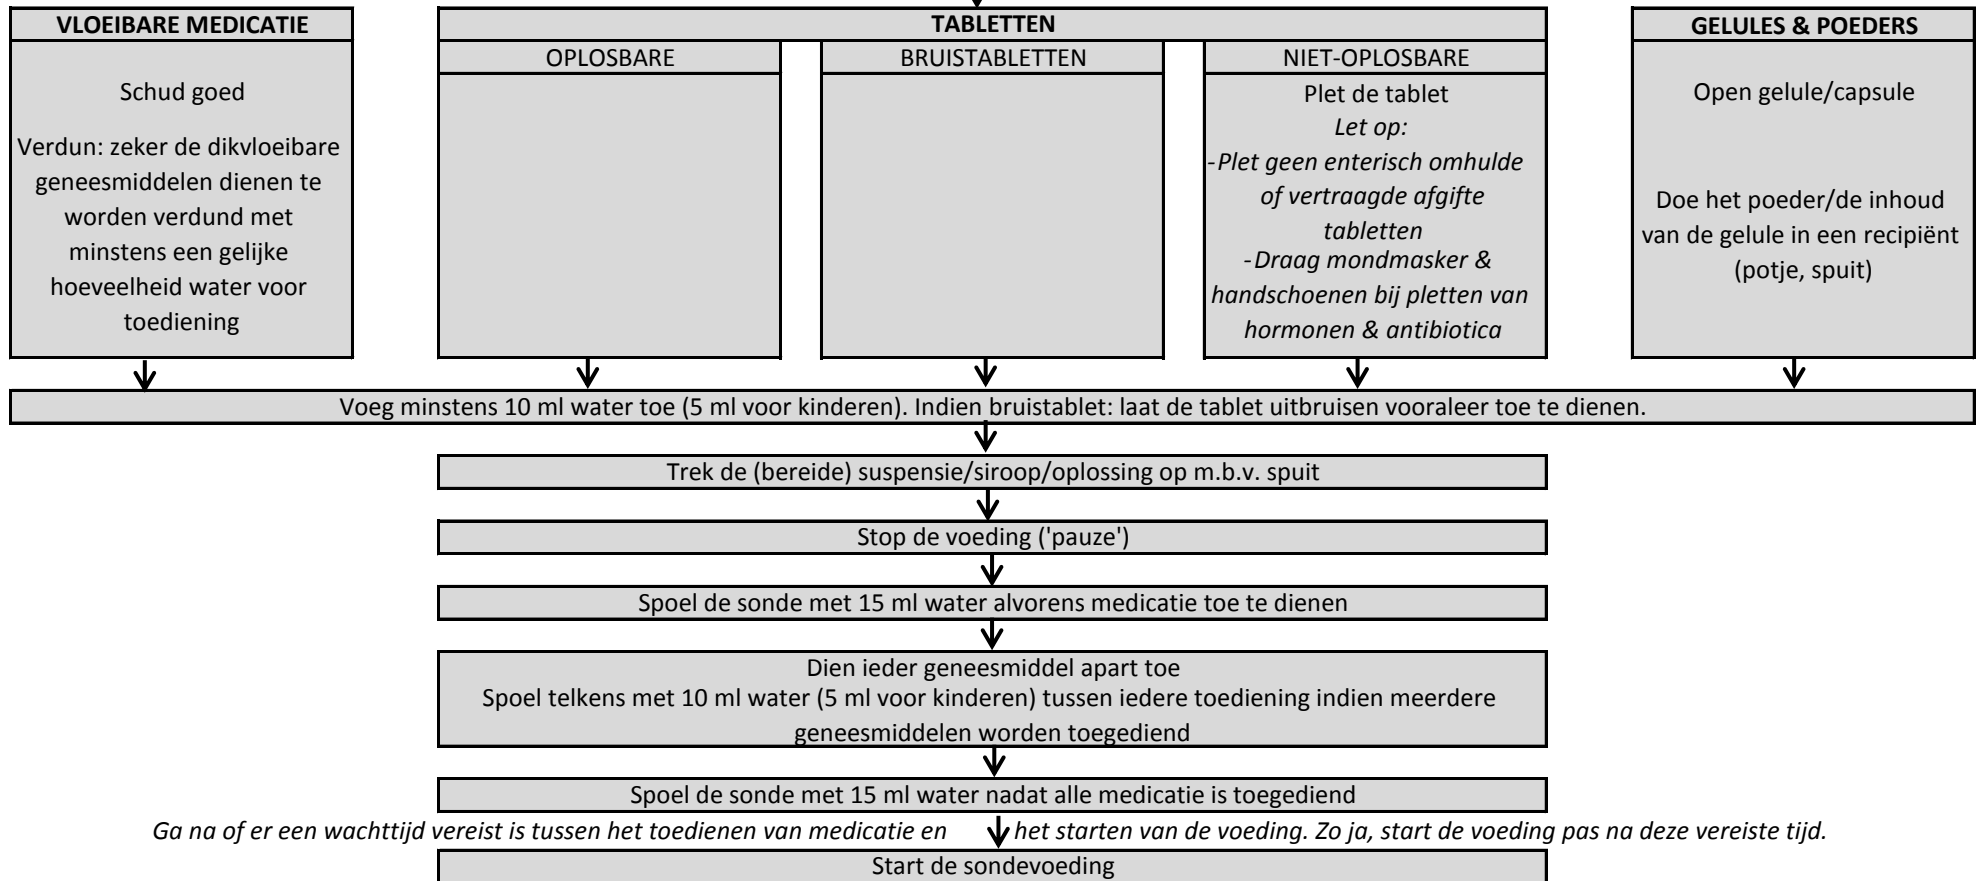 VLOEIBARE MEDICATIE
Schud goed
Verdun: zeker de dikvloeibare
geneesmiddelen dienen te
worden verdund met
minstens een gelijke
hoeveelheid water voor
toediening
TABLETTEN
OPLOSBARE
BRUISTABLETTEN
NIET-OPLOSBARE
Plet de tablet
Let op:
-Plet geen enterisch omhulde
of vertraagde afgifte
tabletten
-Draag mondmasker &
handschoenen bij pletten van
hormonen & antibiotica
GELULES & POEDERS
Open gelule/capsule
Doe het poeder/de inhoud
van de gelule in een recipiënt
(potje, spuit)
Voeg minstens 10 ml water toe (5 ml voor kinderen). Indien bruistablet: laat de tablet uitbruisen vooraleer toe te dienen.
Trek de (bereide) suspensie/siroop/oplossing op m.b.v. spuit
Stop de voeding ('pauze')
Spoel de sonde met 15 ml water alvorens medicatie toe te dienen
Dien ieder geneesmiddel apart toe
Spoel telkens met 10 ml water (5 ml voor kinderen) tussen iedere toediening indien meerdere
geneesmiddelen worden toegediend
Spoel de sonde met 15 ml water nadat alle medicatie is toegediend
Ga na of er een wachttijd vereist is tussen het toedienen van medicatie en het starten van de voeding. Zo ja, start de voeding pas na deze vereiste tijd.
Start de sondevoeding